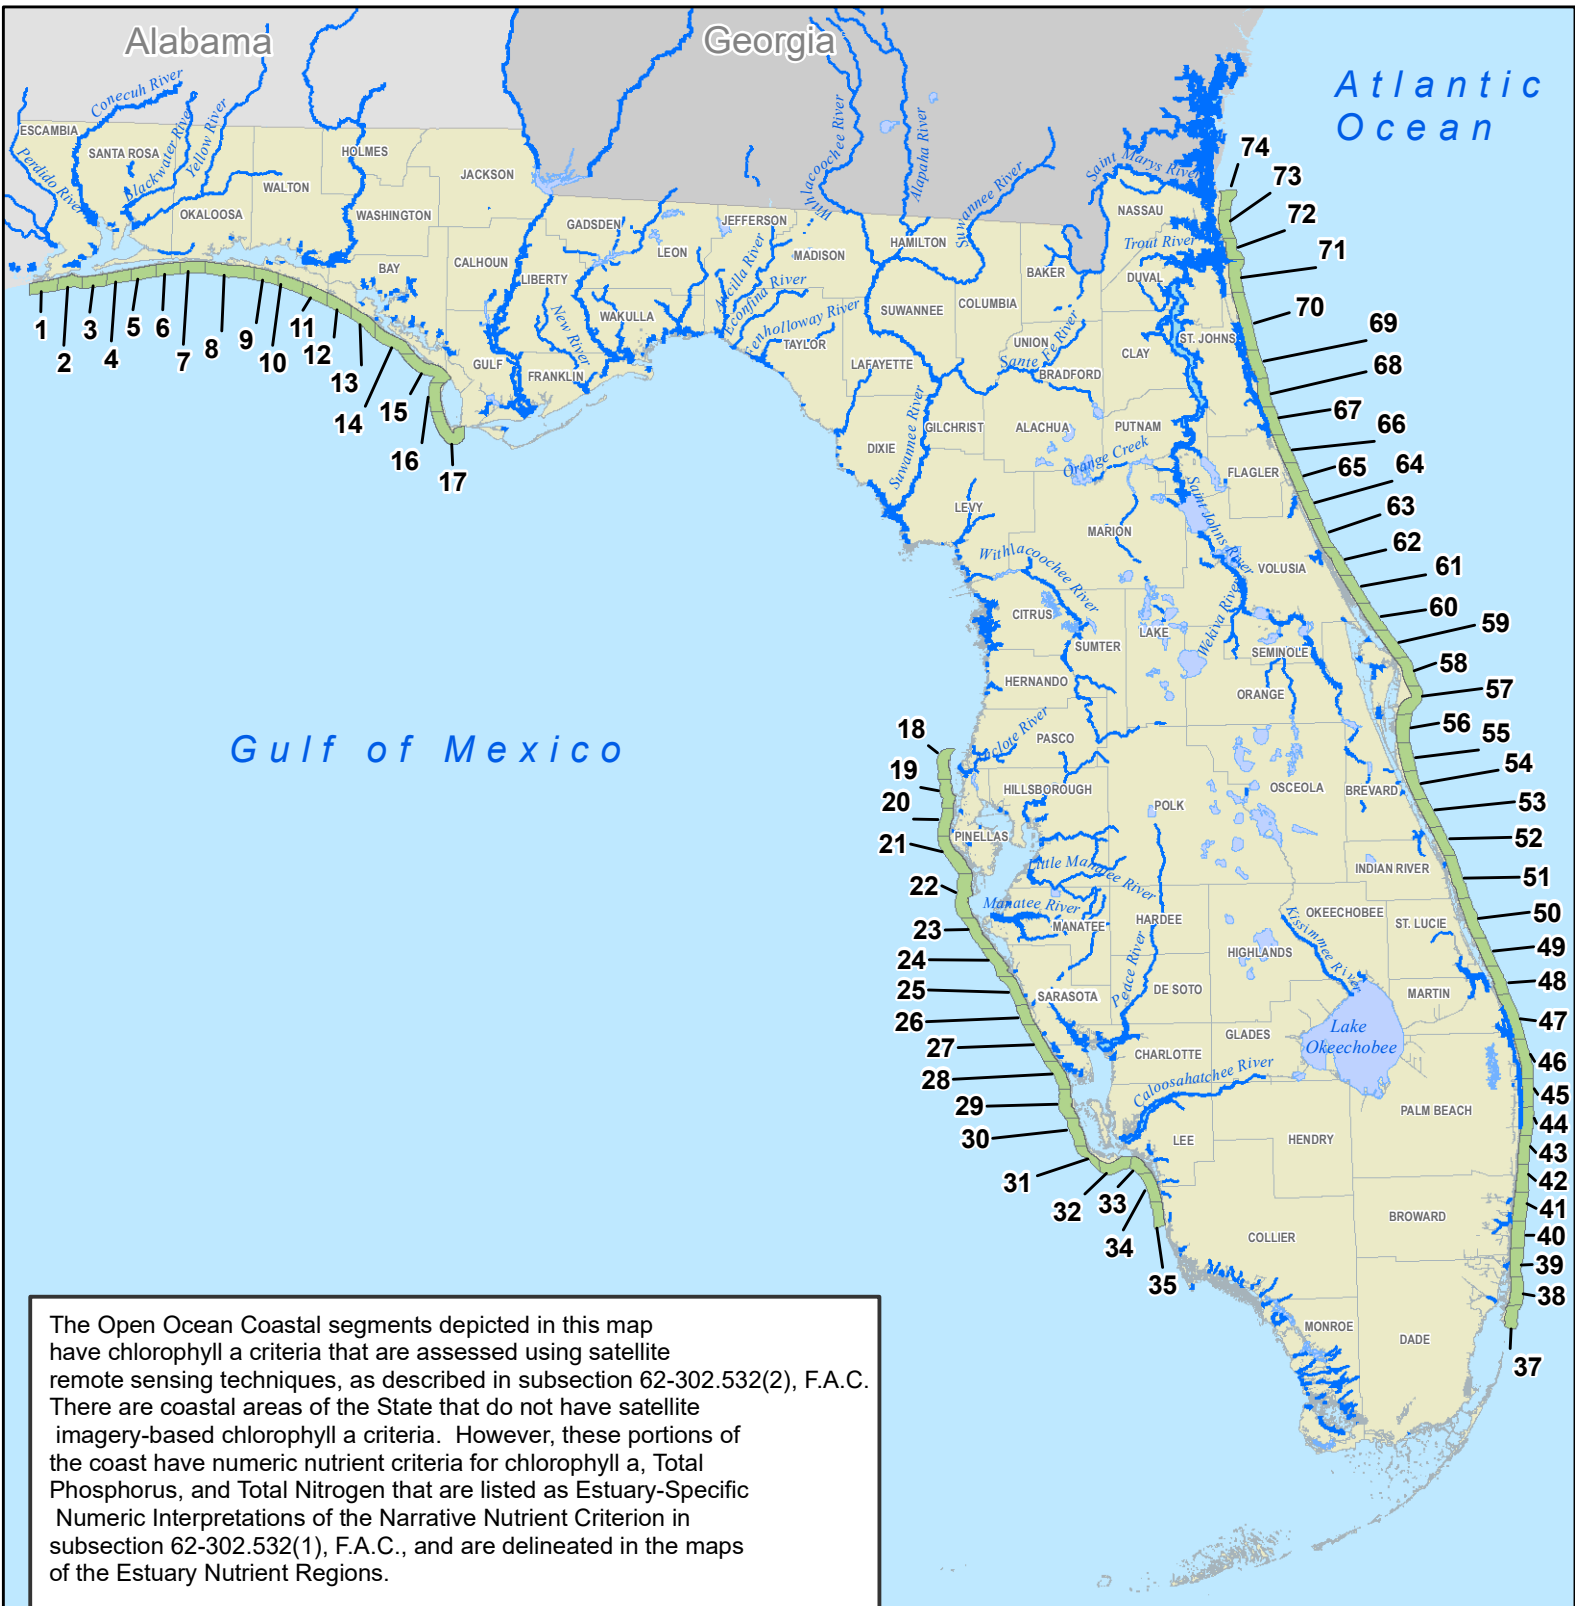 Alabama
Georgia
Atlantic
Ocean
Conecuh River
ESCAMBIA
SANTA ROSA
Blackwater River
Yellow River
Perdido River
OKALOOSA
WALTON
HOLMES
WASHINGTON
JACKSON
BAY
CALHOUN
GADSDEN
LIBERTY
LEON
JEFFERSON
MADISON
HAMILTON
Withlacoochee River
Alapaha River
Suwannee River
Saint Marys River
NASSAU
Trout River
DUVAL
BAKER
COLUMBIA
SUWANNEE
WAKULLA
Aucilla River
Econfina River
Fenholloway River
TAYLOR
New River
GULF
FRANKLIN
LAFAYETTE
UNION
Sante Fe River
BRADFORD
CLAY
ST. JOHNS
DIXIE
Suwannee River
GILCHRIST
ALACHUA
PUTNAM
Orange Creek
FLAGLER
LEVY
MARION
Saint Johns River
VOLUSIA
Withlacoochee River
CITRUS
SUMTER
LAKE
Wekiva River
SEMINOLE
HERNANDO
ORANGE
PASCO
HILLSBOROUGH
POLK
OSCEOLA
BREVARD
PINELLAS
Little Manatee River
Manatee River
MANATEE
HARDEE
INDIAN RIVER
OKEECHOBEE
ST. LUCIE
Kissimmee River
HIGHLANDS
SARASOTA
Peace River
DE SOTO
MARTIN
GLADES
Lake
Okeechobee
CHARLOTTE
Caloosahatchee River
PALM BEACH
LEE
HENDRY
BROWARD
COLLIER
MONROE
DADE
Gulf of Mexico
1
2
3
4
5
6
7
8
9
10
11
12
13
14
15
16
17
18
19
20
21
22
23
24
25
26
27
28
29
30
31
32
33
34
35
37
38
39
40
41
42
43
44
45
46
47
48
49
50
51
52
53
54
55
56
57
58
59
60
61
62
63
64
65
66
67
68
69
70
71
72
73
74
The Open Ocean Coastal segments depicted in this map
have chlorophyll a criteria that are assessed using satellite
remote sensing techniques, as described in subsection 62-302.532(2), F.A.C.
There are coastal areas of the State that do not have satellite
imagery-based chlorophyll a criteria. However, these portions of
the coast have numeric nutrient criteria for chlorophyll a, Total
Phosphorus, and Total Nitrogen that are listed as Estuary-Specific
Numeric Interpretations of the Narrative Nutrient Criterion in
subsection 62-302.532(1), F.A.C., and are delineated in the maps
of the Estuary Nutrient Regions.